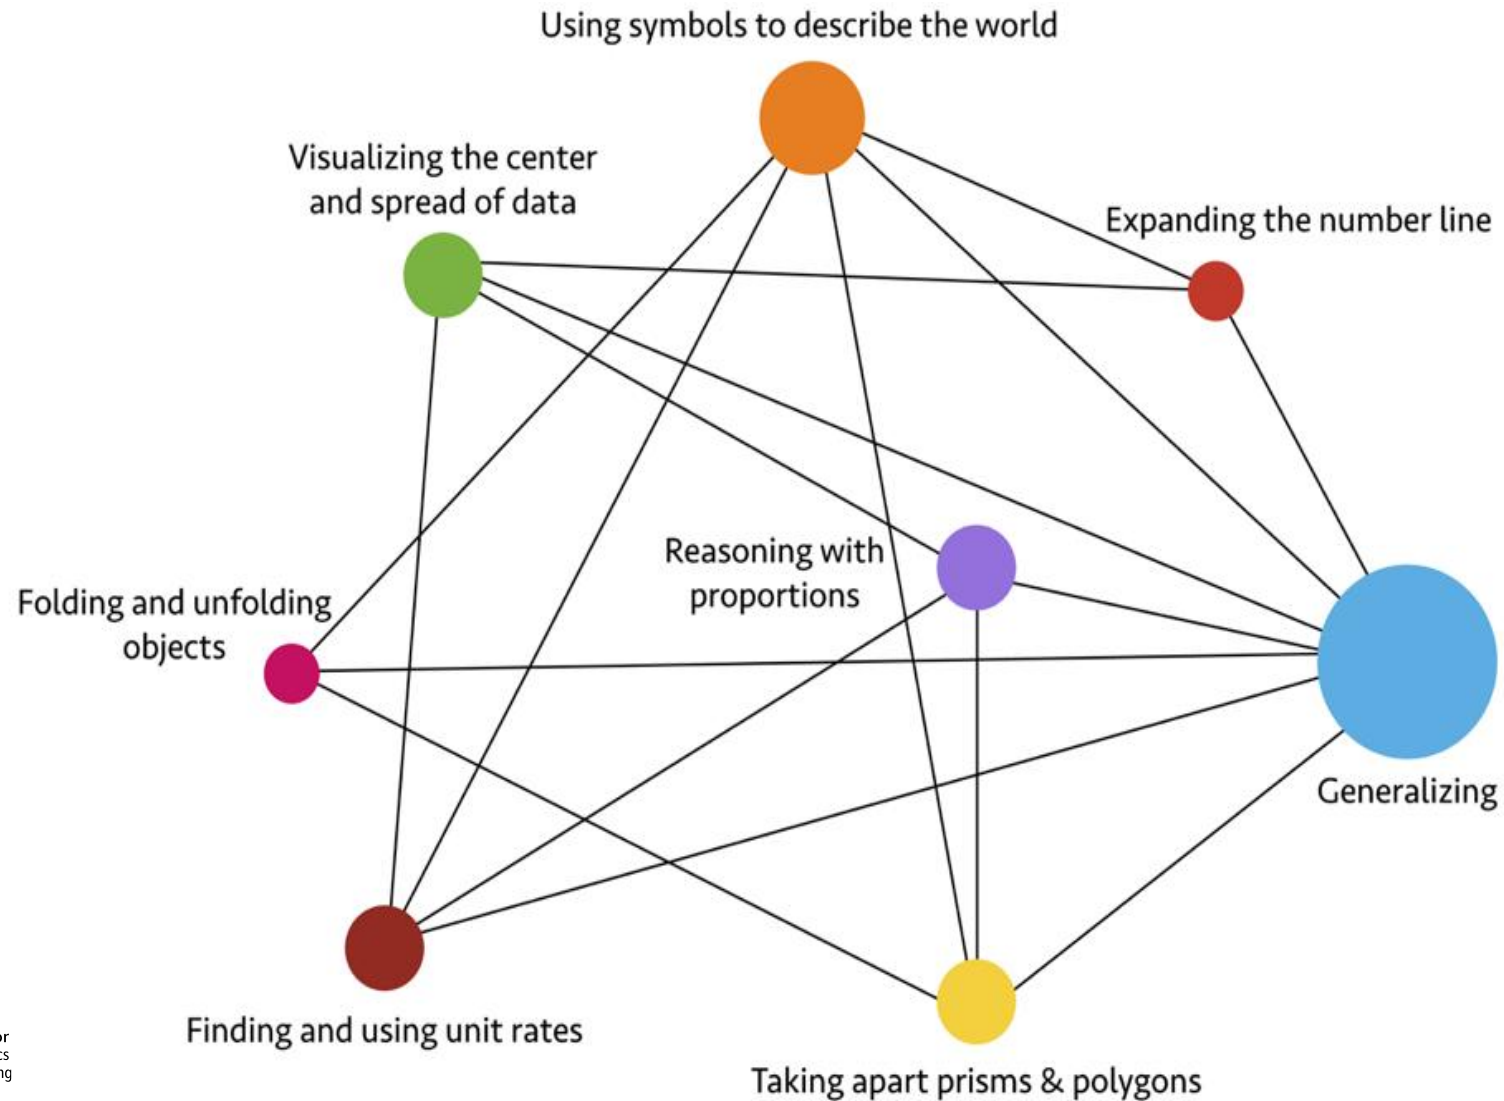 Using symbols to describe the world
Visualizing the center
and spread of data
Expanding the number line
Reasoning with
proportions
Folding and unfolding
objects
Generalizing
Finding and using unit rates
Taking apart prisms & polygons